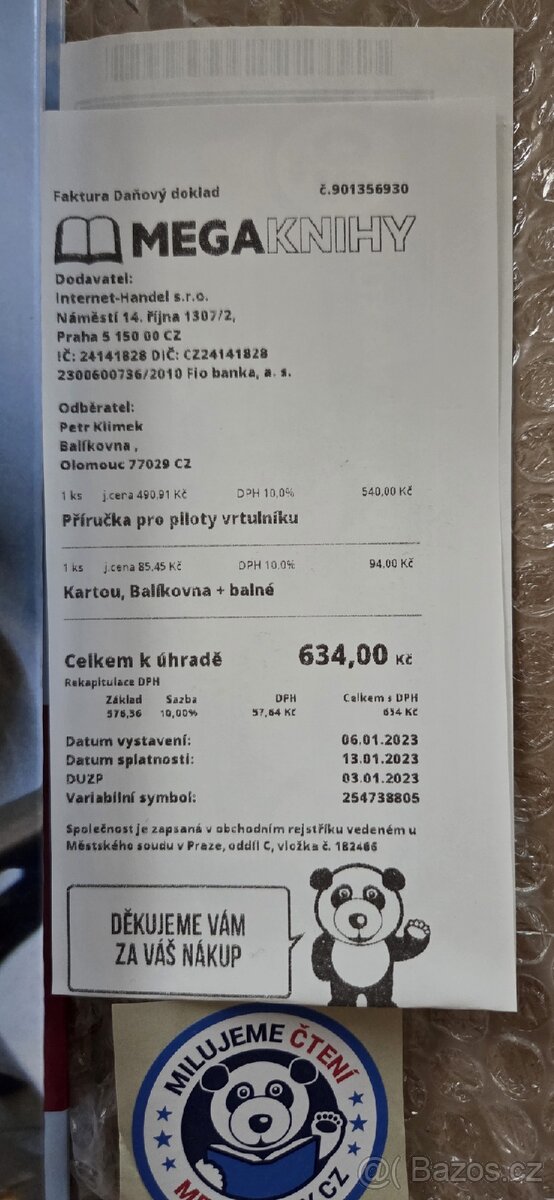 Faktura Daňový doklad č.901356930
MEGAKNIHY
Dodavatel:
Internet-Handel s.r.o.
Náměstí 14. října 1307/2,
Praha 5 150 00 CZ
IČ: 24141828 DIČ: CZ24141828
2300600736/2010 Fio banka, a. s.
Odběratel:
Petr Klimek
Balíkovna ,
Olomouc 77029 CZ
1 ks j.cena 490,91 Kč DPH 10,0% 540,00 Kč
Příručka pro piloty vrtulníku
1 ks j.cena 85,45 Kč DPH 10,0% 94,00 Kč
Kartou, Balíkovna + balné
Celkem k úhradě 634,00 Kč
Rekapitulace DPH
Základ Sazba DPH Celkem s DPH
576,36 10,00% 57,64 Kč 634 Kč
Datum vystavení: 06.01.2023
Datum splatnosti: 13.01.2023
DUZP 03.01.2023
Variabilní symbol: 254738805
Společnost je zapsaná v obchodním rejstříku vedeném u
Městského soudu v Praze, oddíl C, vložka č. 182466
DĚKUJEME VÁM
ZA VÁŠ NÁKUP
MILUJEME ČTENÍ
CZ
@ Bazos.cz